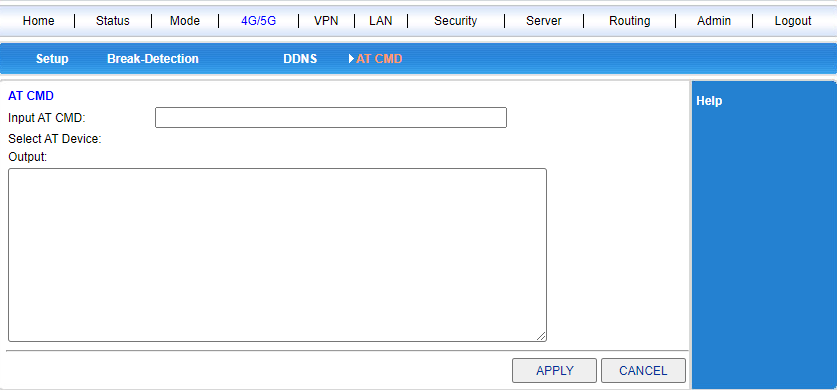 Home Status Mode 4G/5G VPN LAN Security Server Routing Admin Logout
Setup Break-Detection DDNS AT CMD
AT CMD
Help
Input AT CMD:
Select AT Device:
Output:
APPLY CANCEL